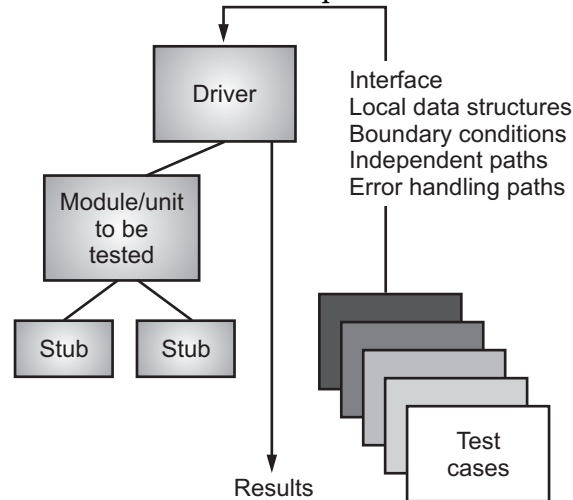 Driver
Interface
Local data structures
Boundary conditions
Independent paths
Error handling paths
Module/unit
to be
tested
Stub
Stub
Test
cases
Results